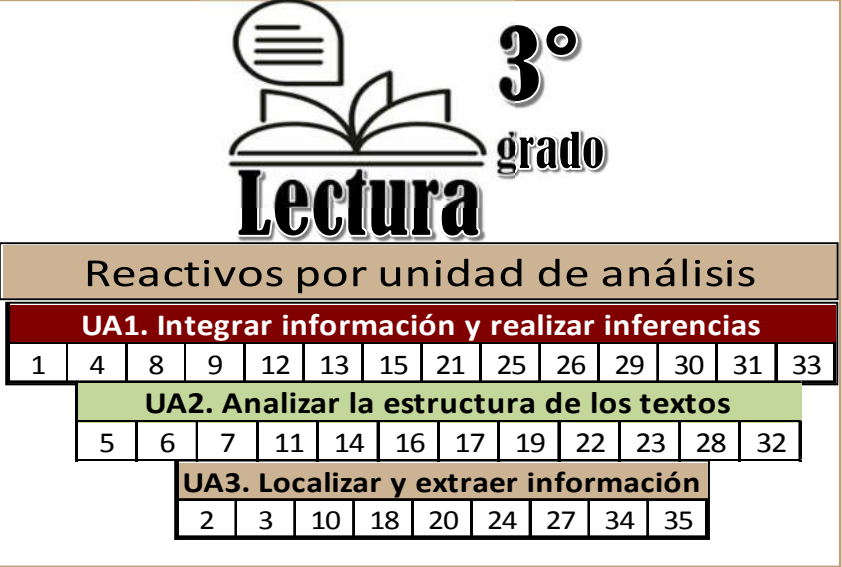 3°
grado
Lectura
Reactivos por unidad de análisis
UA1. Integrar información y realizar inferencias
1 4 8 9 12 13 15 21 25 26 29 30 31 33
UA2. Analizar la estructura de los textos
5 6 7 11 14 16 17 19 22 23 28 32
UA3. Localizar y extraer información
2 3 10 18 20 24 27 34 35